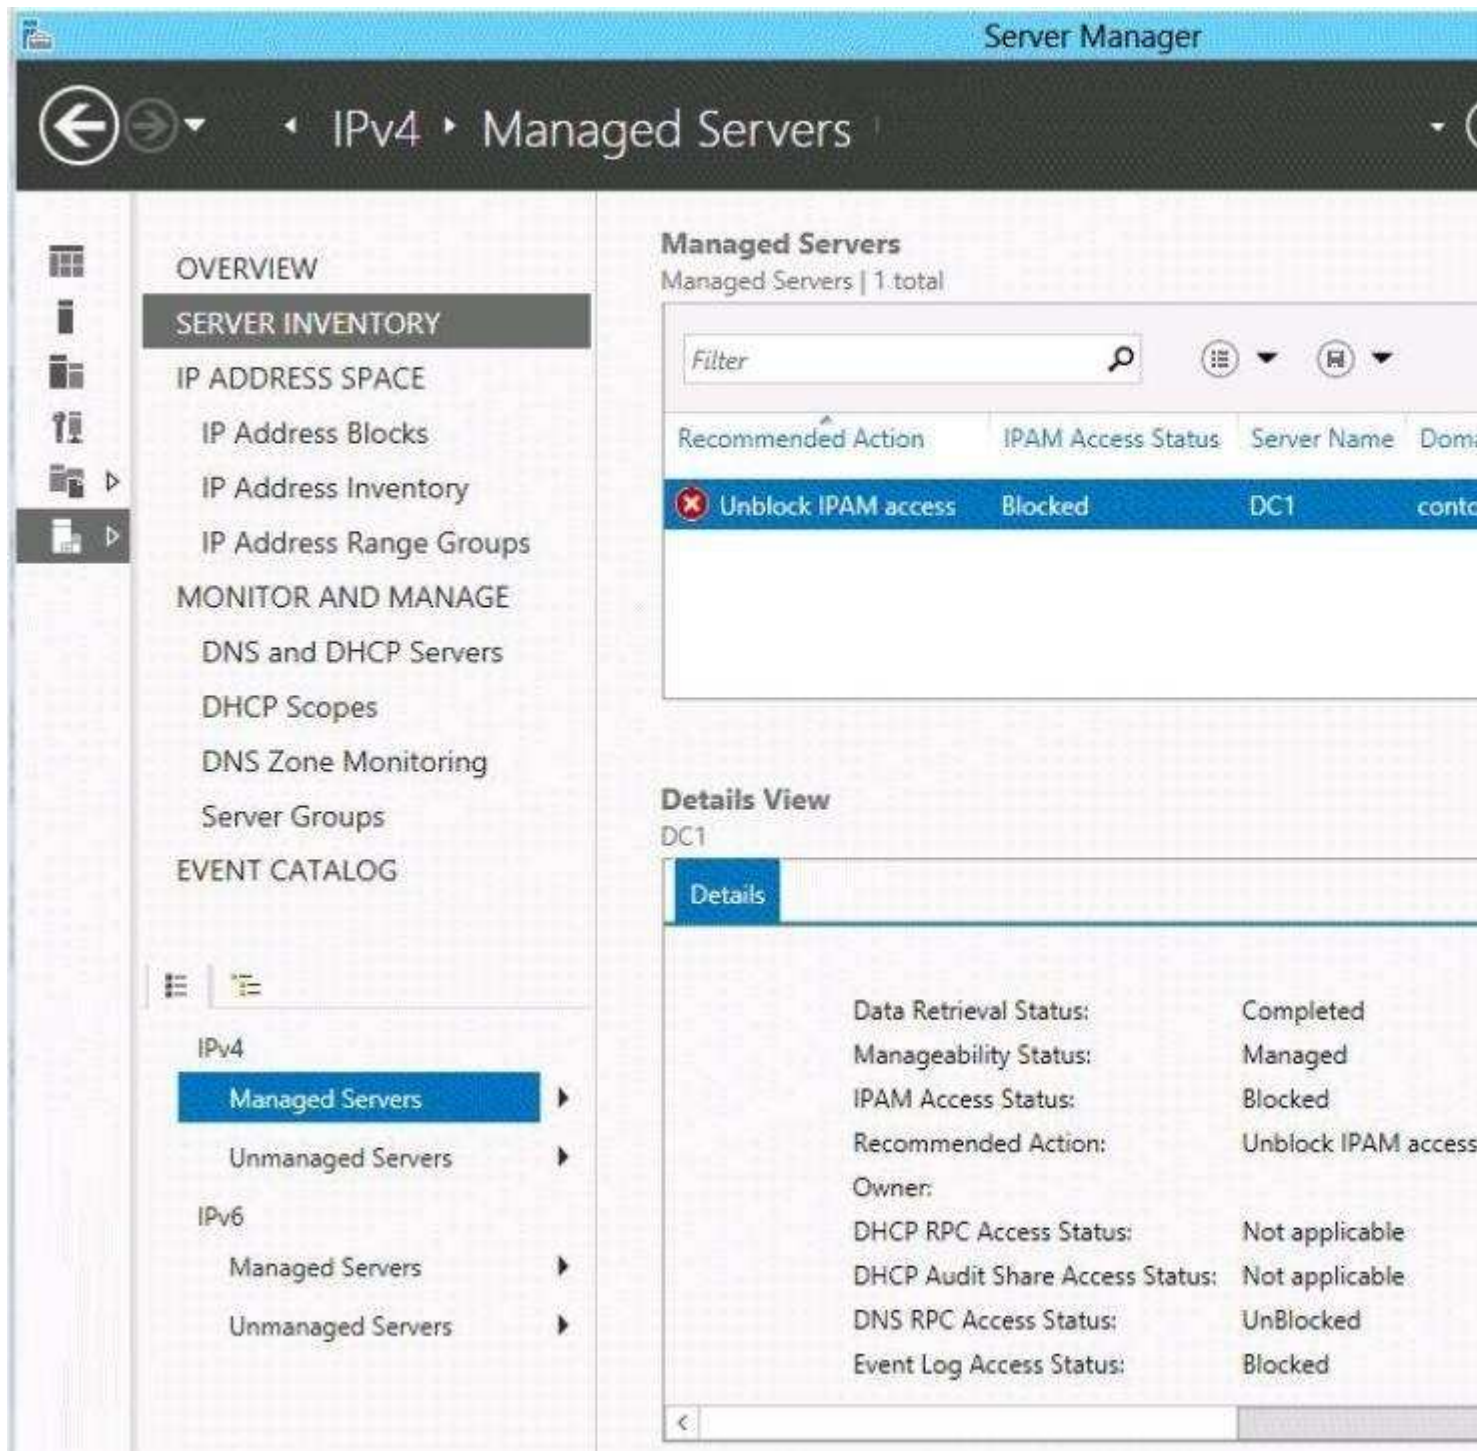 Server Manager
IPv4 Managed Servers
OVERVIEW
SERVER INVENTORY
IP ADDRESS SPACE
IP Address Blocks
IP Address Inventory
IP Address Range Groups
MONITOR AND MANAGE
DNS and DHCP Servers
DHCP Scopes
DNS Zone Monitoring
Server Groups
EVENT CATALOG
IPv4
Managed Servers
Unmanaged Servers
IPv6
Managed Servers
Unmanaged Servers
Managed Servers
Managed Servers | 1 total
Filter
Recommended Action IPAM Access Status Server Name Doma
Unblock IPAM access Blocked DC1 conto
Details View
DC1
Details
Data Retrieval Status: Completed
Manageability Status: Managed
IPAM Access Status: Blocked
Recommended Action: Unblock IPAM access
Owner:
DHCP RPC Access Status: Not applicable
DHCP Audit Share Access Status: Not applicable
DNS RPC Access Status: UnBlocked
Event Log Access Status: Blocked